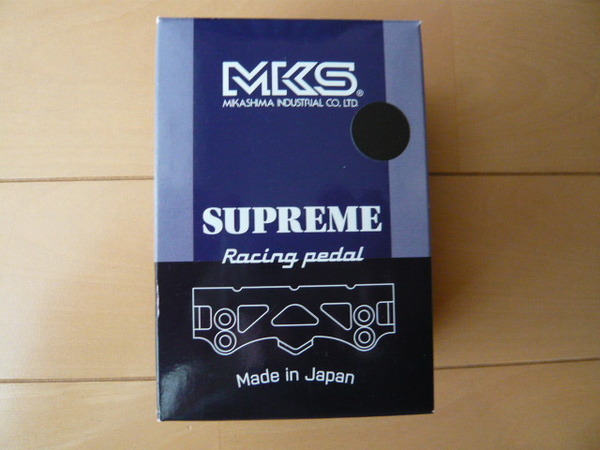 MKS®
MIKASHIMA INDUSTRIAL CO. LTD.
SUPREME
Racing pedal
Made in Japan